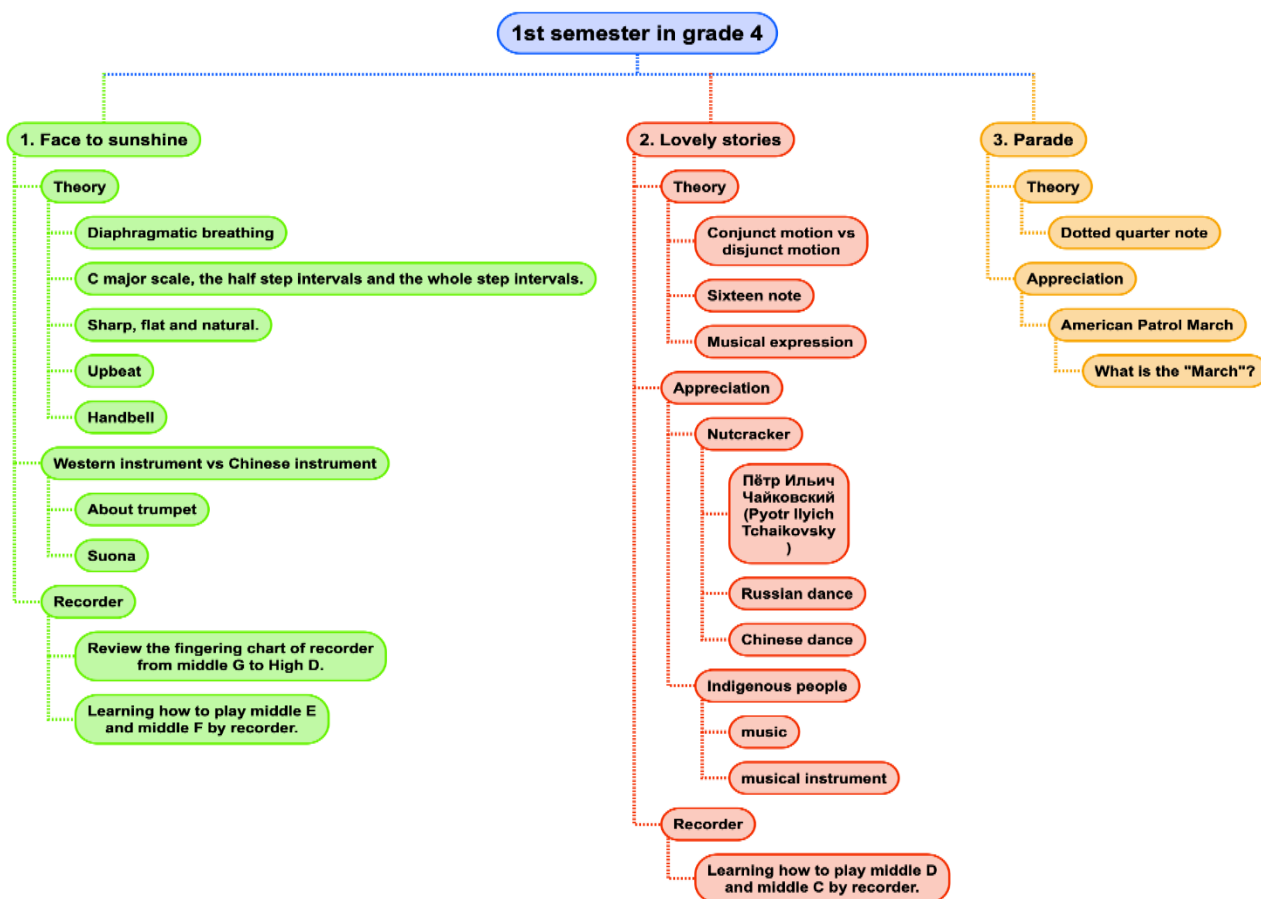 1st semester in grade 4
1. Face to sunshine
Theory
Diaphragmatic breathing
C major scale, the half step intervals and the whole step intervals.
Sharp, flat and natural.
Upbeat
Handbell
Western instrument vs Chinese instrument
About trumpet
Suona
Recorder
Review the fingering chart of recorder
from middle G to High D.
Learning how to play middle E
and middle F by recorder.
2. Lovely stories
Theory
Conjunct motion vs
disjunct motion
Sixteen note
Musical expression
Appreciation
Nutcracker
Пётр Ильич
Чайковский
(Pyotr Ilyich
Tchaikovsky
)
Russian dance
Chinese dance
Indigenous people
music
musical instrument
Recorder
Learning how to play middle D
and middle C by recorder.
3. Parade
Theory
Dotted quarter note
Appreciation
American Patrol March
What is the "March"?